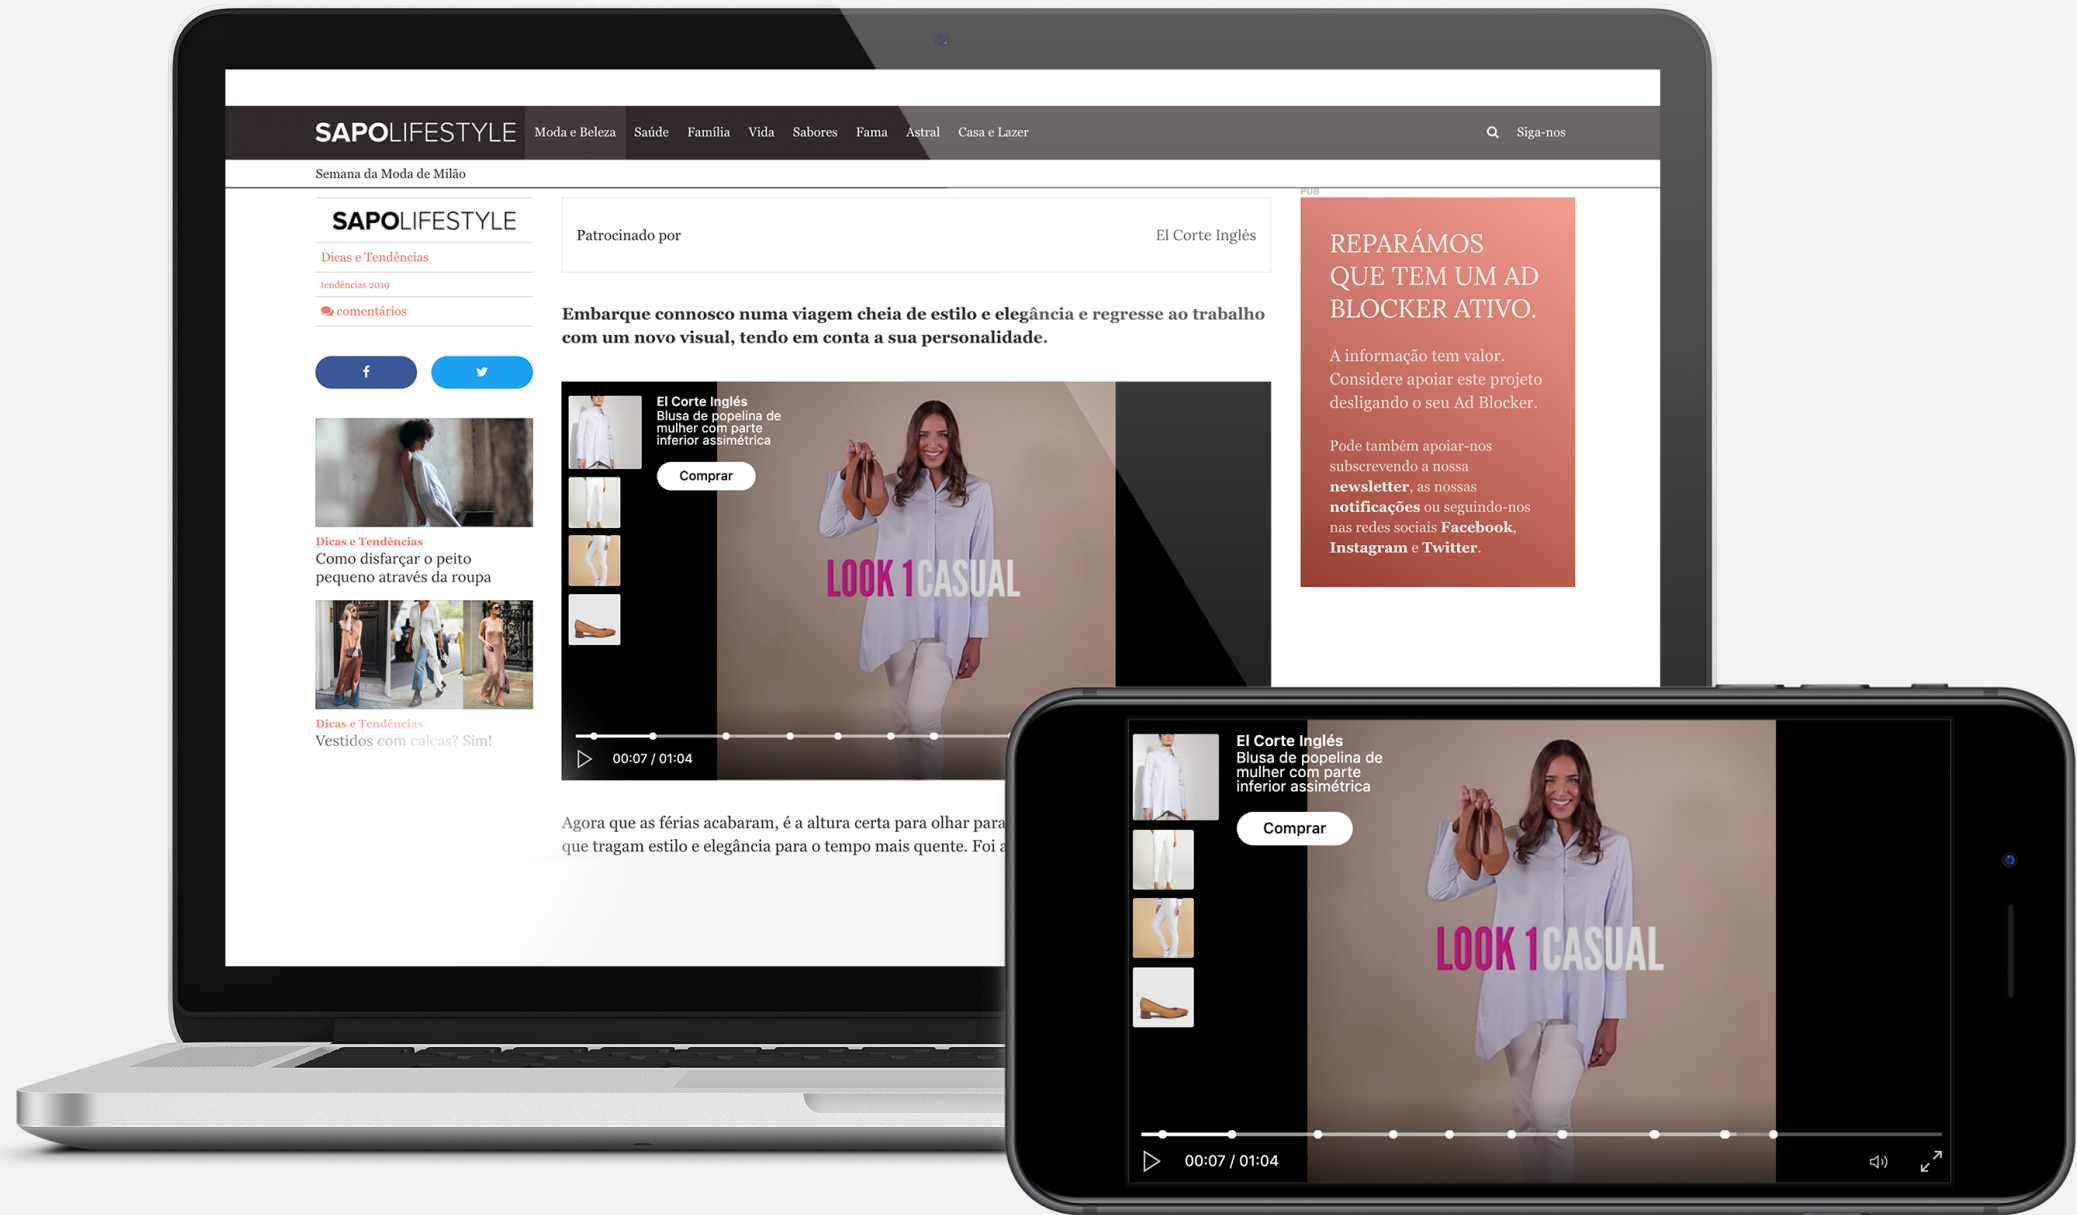 SAPOLIFESTYLE Moda e Beleza Saúde Família Vida Sabores Fama Astral Casa e Lazer Siga-nos
Semana da Moda de Milão
SAPOLIFESTYLE
Dicas e Tendências
tendências 2019
comentários
Dicas e Tendências
Como disfarçar o peito
pequeno através da roupa
Dicas e Tendências
Vestidos com calças? Sim!
Patrocinado por El Corte Inglés
Embarque connosco numa viagem cheia de estilo e elegância e regresse ao trabalho
com um novo visual, tendo em conta a sua personalidade.
El Corte Inglés
Blusa de popelina de
mulher com parte
inferior assimétrica
Comprar
LOOK 1 CASUAL
00:07 / 01:04
Agora que as férias acabaram, é a altura certa para olhar para
que tragam estilo e elegância para o tempo mais quente. Foi a
PUB
REPARÁMOS
QUE TEM UM AD
BLOCKER ATIVO.
A informação tem valor.
Considere apoiar este projeto
desligando o seu Ad Blocker.
Pode também apoiar-nos
subscrevendo a nossa
newsletter, as nossas
notificações ou seguindo-nos
nas redes sociais Facebook,
Instagram e Twitter.
El Corte Inglés
Blusa de popelina de
mulher com parte
inferior assimétrica
Comprar
LOOK 1 CASUAL
00:07 / 01:04